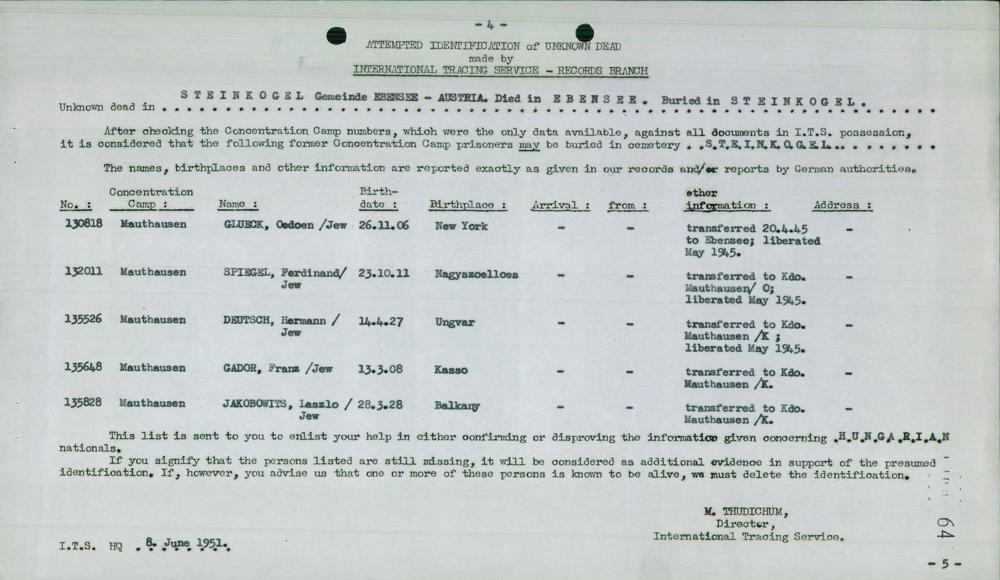 - 4 -
ATTEMPTED IDENTIFICATION of UNKNOWN DEAD
made by
INTERNATIONAL TRACING SERVICE - RECORDS BRANCH
Unknown dead in STEINKOGEL Gemeinde EBENSEE - AUSTRIA. Died in EBENSEE. Buried in STEINKOGEL.
After checking the Concentration Camp numbers, which were the only data available, against all documents in I.T.S. possession,
it is considered that the following former Concentration Camp prisoners may be buried in cemetery . .S.T.E.I.N.K.O.G.E.L.. . . . . . . .
The names, birthplaces and other information are reported exactly as given in our records and/or reports by German authorities.
Concentration Birth- other
No. : Camp : Name : date : Birthplace : Arrival : from : information : Address :
130818 Mauthausen GLUECK, Oedoen /Jew 26.11.06 New York - - transferred 20.4.45 -
to Ebensee; liberated
May 1945.
132011 Mauthausen SPIEGEL, Ferdinand/ 23.10.11 Nagyszoelloes - - transferred to Kdo. -
Jew Mauthausen/ O;
liberated May 1945.
135526 Mauthausen DEUTSCH, Hermann / 14.4.27 Ungvar - - transferred to Kdo. -
Jew Mauthausen /K ;
liberated May 1945.
135648 Mauthausen GADOR, Franz /Jew 13.3.08 Kasso - - transferred to Kdo. -
Mauthausen /K.
135828 Mauthausen JAKOBOWITS, Laszlo / 28.3.28 Balkany - - transferred to Kdo. -
Jew Mauthausen /K.
This list is sent to you to enlist your help in either confirming or disproving the information given concerning .H.U.N.G.A.R.I.A.N
nationals.
If you signify that the persons listed are still missing, it will be considered as additional evidence in support of the presumed
identification. If, however, you advise us that one or more of these persons is known to be alive, we must delete the identification.
M. THUDICHUM,
Director,
International Tracing Service.
I.T.S. HQ . 8. June 1951.
64
- 5 -